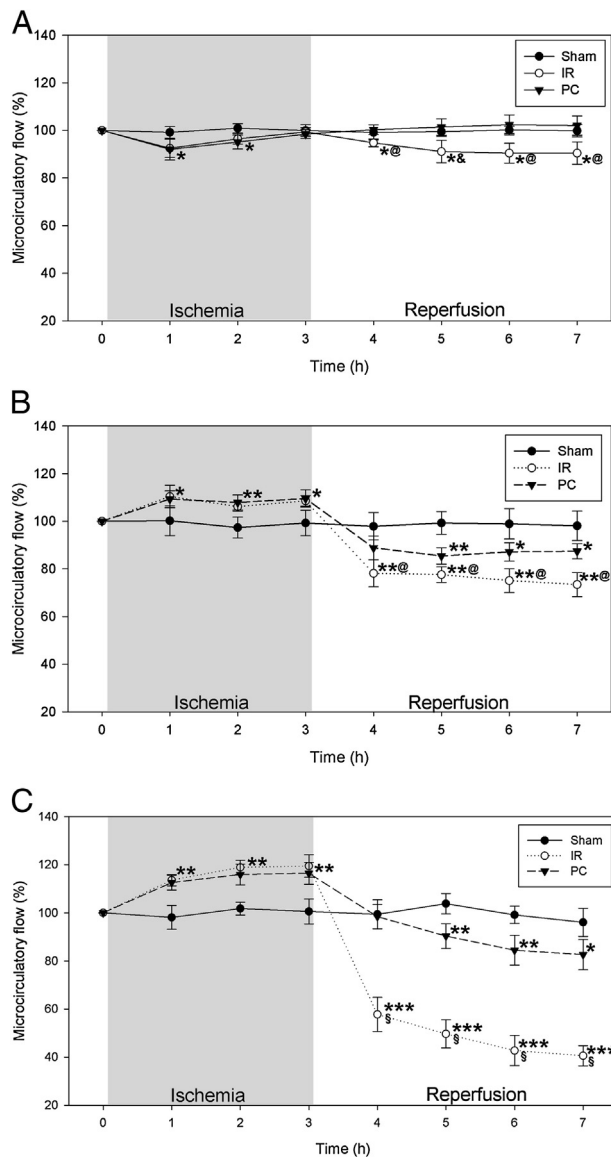 A
140
120
100
80
60
40
20
Microcirculatory flow (%)
Sham
IR
PC
*
*
*@
*&
*@
*@
Ischemia
Reperfusion
0 1 2 3 4 5 6 7
Time (h)
B
140
120
100
80
60
40
20
Microcirculatory flow (%)
Sham
IR
PC
*
**
*
**
*
*
**@
**@
**@
**@
Ischemia
Reperfusion
0 1 2 3 4 5 6 7
Time (h)
C
140
120
100
80
60
40
20
Microcirculatory flow (%)
Sham
IR
PC
**
**
**
**
**
*
***
§
***
§
***
§
***
§
Ischemia
Reperfusion
0 1 2 3 4 5 6 7
Time (h)